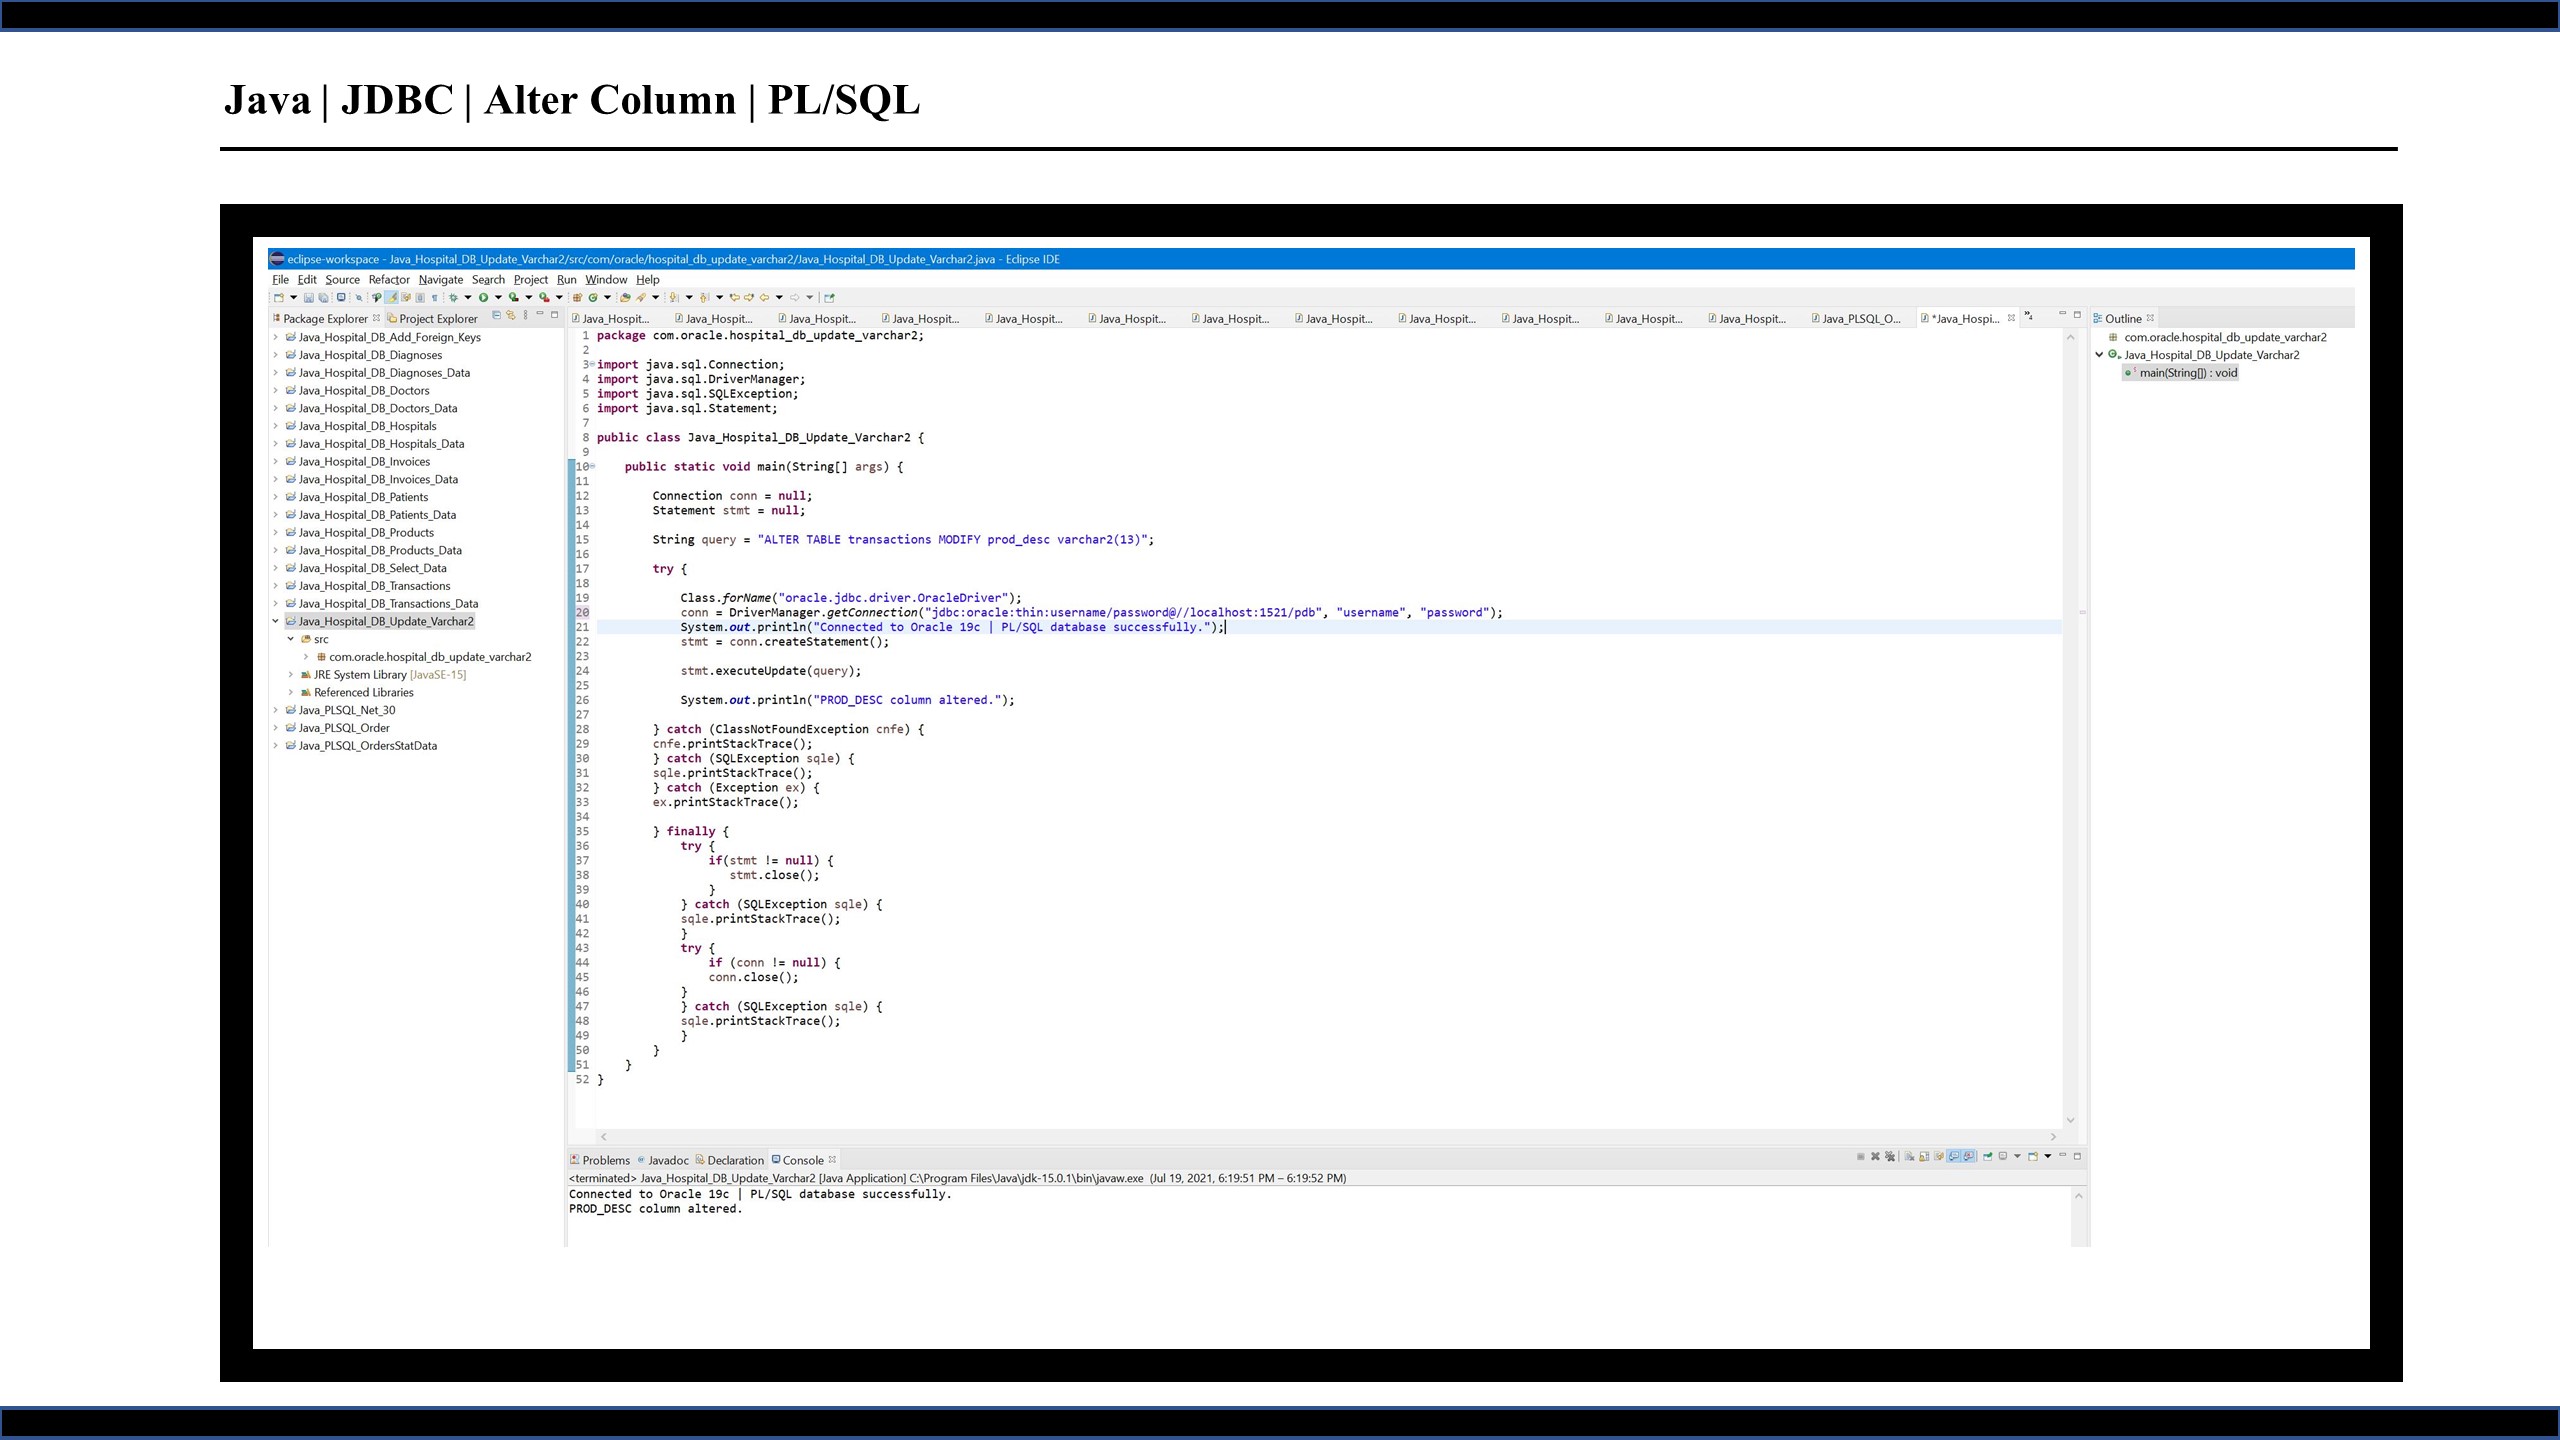 Java | JDBC | Alter Column | PL/SQL
eclipse-workspace - Java_Hospital_DB_Update_Varchar2/src/com/oracle/hospital_db_update_varchar2/Java_Hospital_DB_Update_Varchar2.java - Eclipse IDE
File Edit Source Refactor Navigate Search Project Run Window Help
Package Explorer Project Explorer
Java_Hospital_DB_Add_Foreign_Keys
Java_Hospital_DB_Diagnoses
Java_Hospital_DB_Diagnoses_Data
Java_Hospital_DB_Doctors
Java_Hospital_DB_Doctors_Data
Java_Hospital_DB_Hospitals
Java_Hospital_DB_Hospitals_Data
Java_Hospital_DB_Invoices
Java_Hospital_DB_Invoices_Data
Java_Hospital_DB_Patients
Java_Hospital_DB_Patients_Data
Java_Hospital_DB_Products
Java_Hospital_DB_Products_Data
Java_Hospital_DB_Select_Data
Java_Hospital_DB_Transactions
Java_Hospital_DB_Transactions_Data
Java_Hospital_DB_Update_Varchar2
src
com.oracle.hospital_db_update_varchar2
JRE System Library [JavaSE-15]
Referenced Libraries
Java_PLSQL_Net_30
Java_PLSQL_Order
Java_PLSQL_OrdersStatData
Java_Hospit... Java_Hospit... Java_Hospit... Java_Hospit... Java_Hospit... Java_Hospit... Java_Hospit... Java_Hospit... Java_Hospit... Java_Hospit... Java_Hospit... Java_Hospit... Java_PLSQL_O... *Java_Hospi... »4
1 package com.oracle.hospital_db_update_varchar2;
2
3 import java.sql.Connection;
4 import java.sql.DriverManager;
5 import java.sql.SQLException;
6 import java.sql.Statement;
7
8 public class Java_Hospital_DB_Update_Varchar2 {
9
10 public static void main(String[] args) {
11
12 Connection conn = null;
13 Statement stmt = null;
14
15 String query = "ALTER TABLE transactions MODIFY prod_desc varchar2(13)";
16
17 try {
18
19 Class.forName("oracle.jdbc.driver.OracleDriver");
20 conn = DriverManager.getConnection("jdbc:oracle:thin:username/password@//localhost:1521/pdb", "username", "password");
21 System.out.println("Connected to Oracle 19c | PL/SQL database successfully.");
22 stmt = conn.createStatement();
23
24 stmt.executeUpdate(query);
25
26 System.out.println("PROD_DESC column altered.");
27
28 } catch (ClassNotFoundException cnfe) {
29 cnfe.printStackTrace();
30 } catch (SQLException sqle) {
31 sqle.printStackTrace();
32 } catch (Exception ex) {
33 ex.printStackTrace();
34
35 } finally {
36 try {
37 if(stmt != null) {
38 stmt.close();
39 }
40 } catch (SQLException sqle) {
41 sqle.printStackTrace();
42 }
43 try {
44 if (conn != null) {
45 conn.close();
46 }
47 } catch (SQLException sqle) {
48 sqle.printStackTrace();
49 }
50 }
51 }
52 }
Outline
com.oracle.hospital_db_update_varchar2
Java_Hospital_DB_Update_Varchar2
main(String[]) : void
Problems Javadoc Declaration Console
<terminated> Java_Hospital_DB_Update_Varchar2 [Java Application] C:\Program Files\Java\jdk-15.0.1\bin\javaw.exe (Jul 19, 2021, 6:19:51 PM – 6:19:52 PM)
Connected to Oracle 19c | PL/SQL database successfully.
PROD_DESC column altered.